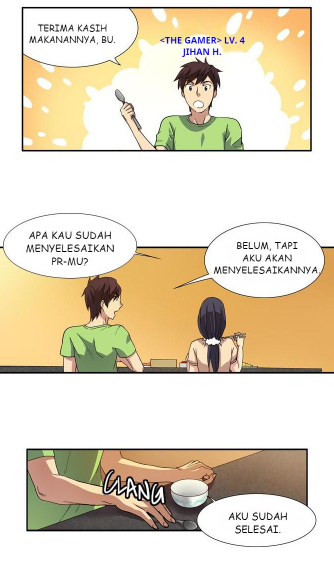 TERIMA KASIH
MAKANANNYA, BU.
<THE GAMER> LV. 4
JIHAN H.
APA KAU SUDAH
MENYELESAIKAN
PR-MU?
BELUM, TAPI
AKU AKAN
MENYELESAIKANNYA.
CLANG
AKU SUDAH
SELESAI.